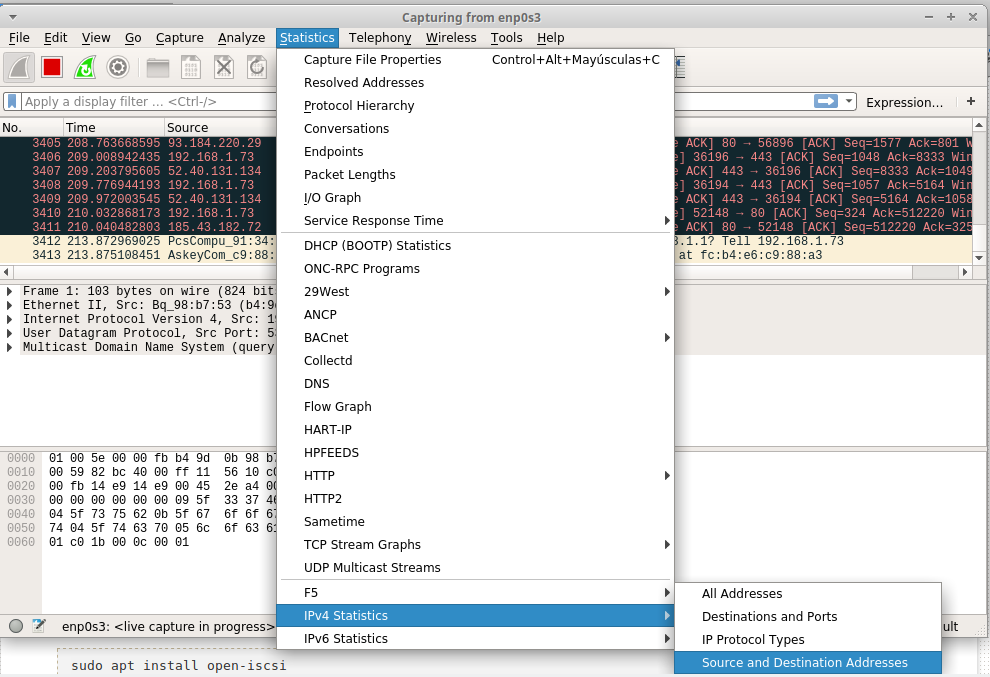 Capturing from enp0s3
File Edit View Go Capture Analyze Statistics Telephony Wireless Tools Help
Apply a display filter ... <Ctrl-/>
Expression...
+
No. Time Source
3405 208.763668595 93.184.220.29
e ACK] 80 → 56896 [ACK] Seq=1577 Ack=801 W
3406 209.008942435 192.168.1.73
e] 36196 → 443 [ACK] Seq=1048 Ack=8333 Win
3407 209.203795605 52.40.131.134
e ACK] 443 → 36196 [ACK] Seq=8333 Ack=1049
3408 209.776944193 192.168.1.73
e] 36194 → 443 [ACK] Seq=1057 Ack=5164 Win
3409 209.972003545 52.40.131.134
e ACK] 443 → 36194 [ACK] Seq=5164 Ack=1058
3410 210.032868173 192.168.1.73
e] 52148 → 80 [ACK] Seq=324 Ack=512220 Win
3411 210.040482803 185.43.182.72
e ACK] 80 → 52148 [ACK] Seq=512220 Ack=325
3412 213.872969025 PcsCompu_91:34:
3.1.1? Tell 192.168.1.73
3413 213.875108451 AskeyCom_c9:88:
at fc:b4:e6:c9:88:a3
Frame 1: 103 bytes on wire (824 bit
Ethernet II, Src: Bq_98:b7:53 (b4:9
Internet Protocol Version 4, Src: 19
User Datagram Protocol, Src Port: 5
Multicast Domain Name System (query
0000 01 00 5e 00 00 fb b4 9d 0b 98 b7
0010 00 59 82 bc 40 00 ff 11 56 10 c0
0020 00 fb 14 e9 14 e9 00 45 2e a4 00
0030 00 00 00 00 00 00 09 5f 33 37 46
0040 04 5f 73 75 62 0b 5f 67 6f 6f 67
0050 74 04 5f 74 63 70 05 6c 6f 63 61
0060 01 c0 1b 00 0c 00 01
enp0s3: <live capture in progress>
ult
sudo apt install open-iscsi
Capture File Properties Control+Alt+Mayúsculas+C
Resolved Addresses
Protocol Hierarchy
Conversations
Endpoints
Packet Lengths
I/O Graph
Service Response Time
DHCP (BOOTP) Statistics
ONC-RPC Programs
29West
ANCP
BACnet
Collectd
DNS
Flow Graph
HART-IP
HPFEEDS
HTTP
HTTP2
Sametime
TCP Stream Graphs
UDP Multicast Streams
F5
IPv4 Statistics
IPv6 Statistics
All Addresses
Destinations and Ports
IP Protocol Types
Source and Destination Addresses